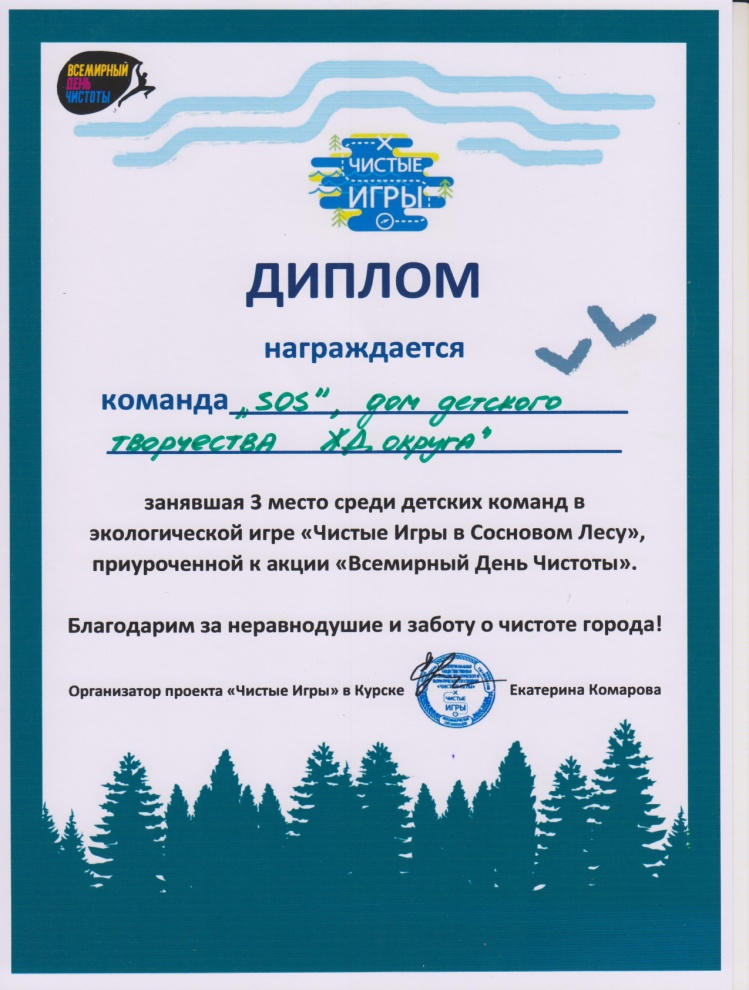 ВСЕМИРНЫЙ
ДЕНЬ
ЧИСТОТЫ
ЧИСТЫЕ
ИГРЫ
ДИПЛОМ
награждается
команда „SOS", дом детского
творчества ЖД округа"
занявшая 3 место среди детских команд в
экологической игре «Чистые Игры в Сосновом Лесу»,
приуроченной к акции «Всемирный День Чистоты».
Благодарим за неравнодушие и заботу о чистоте города!
Организатор проекта «Чистые Игры» в Курске Екатерина Комарова
ЧИСТЫЕ
ИГРЫ